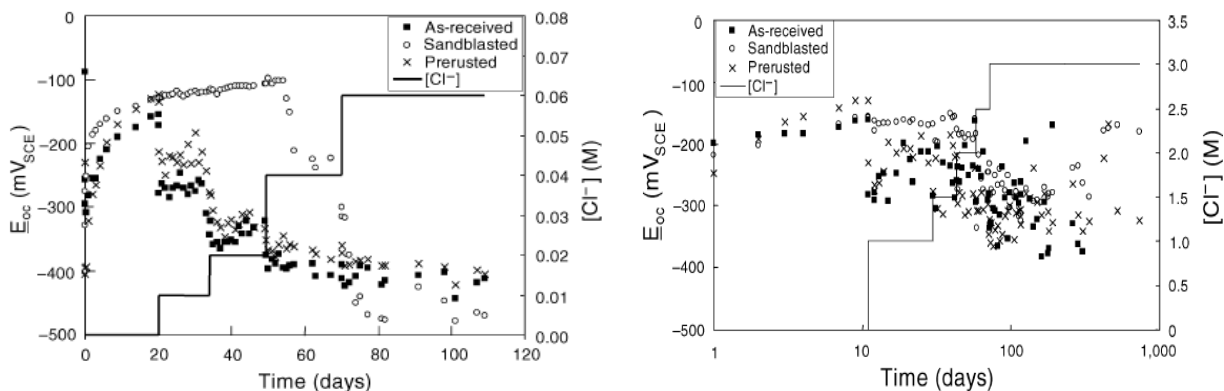 0
−100
−200
−300
−400
−500
E̲oc (mV_SCE)
As-received
Sandblasted
Prerusted
[Cl−]
0.08
0.07
0.06
0.05
0.04
0.03
0.02
0.01
0.00
[Cl−] (M)
0 20 40 60 80 100 120
Time (days)
0
−100
−200
−300
−400
−500
E̲oc (mV_SCE)
As-received
Sandblasted
Prerusted
[Cl−]
3.5
3.0
2.5
2.0
1.5
1.0
0.5
0
[Cl−] (M)
1 10 100 1,000
Time (days)